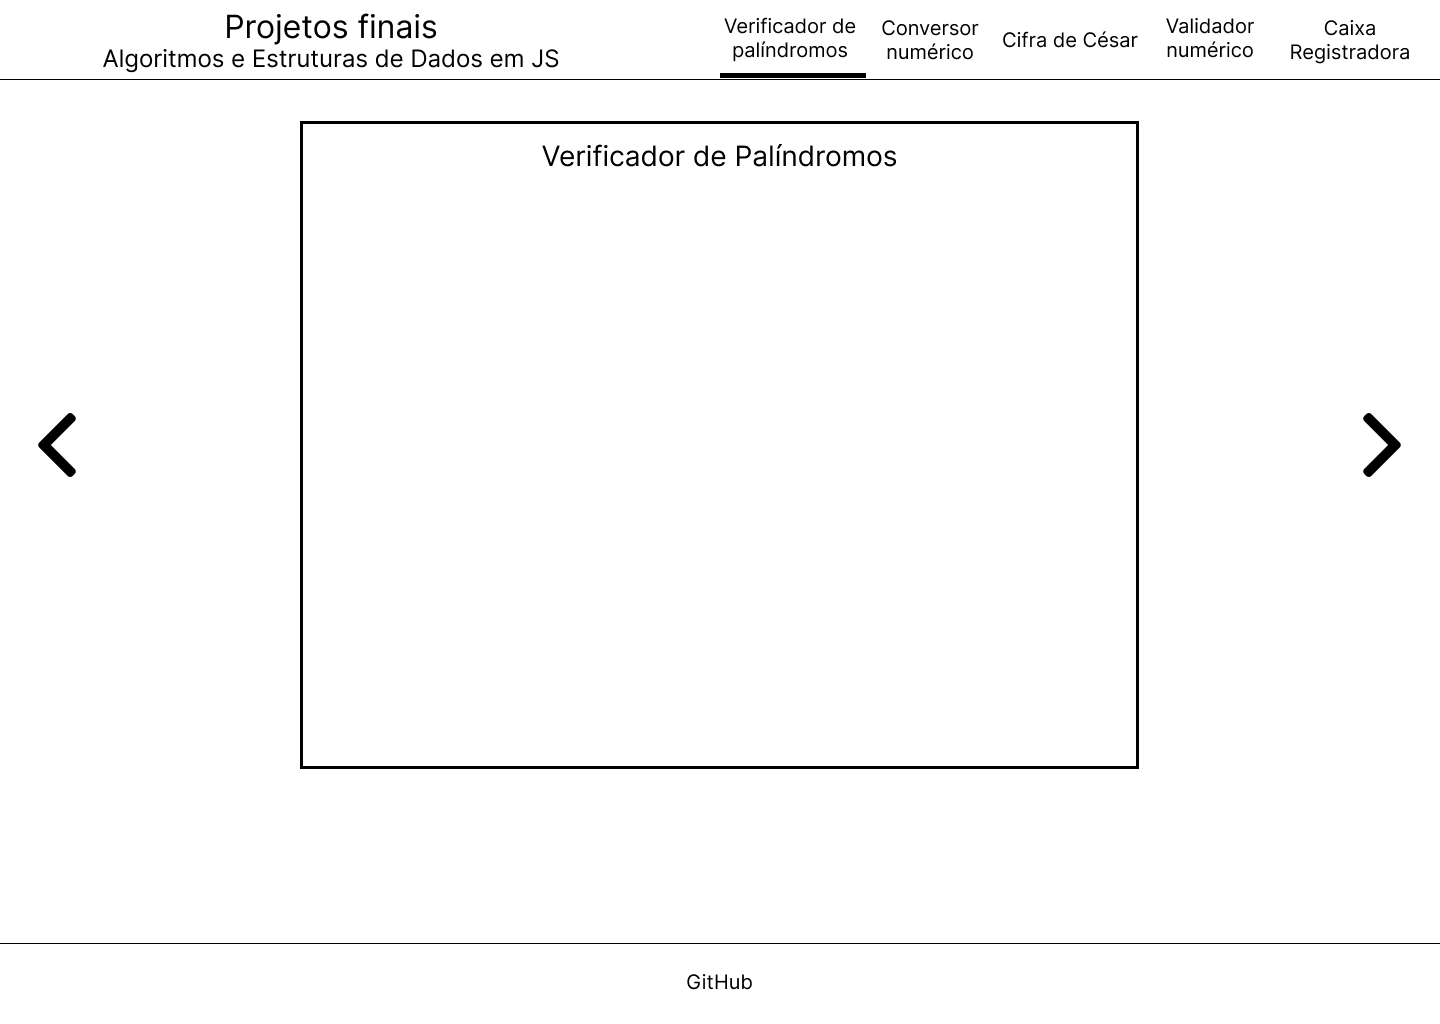 Projetos finais
Algoritmos e Estruturas de Dados em JS
Verificador de
palíndromos
Conversor
numérico
Cifra de César
Validador
numérico
Caixa
Registradora
Verificador de Palíndromos
GitHub